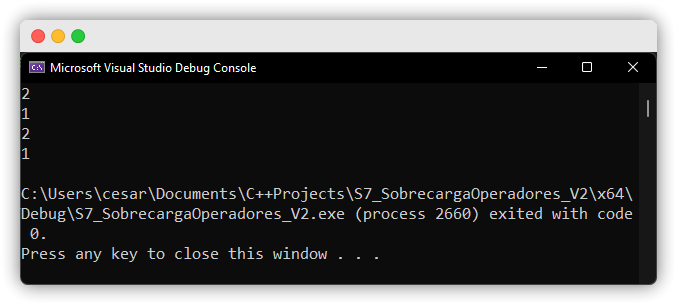 Microsoft Visual Studio Debug Console
2
1
2
1
C:\Users\cesar\Documents\C++Projects\S7_SobrecargaOperadores_V2\x64\
Debug\S7_SobrecargaOperadores_V2.exe (process 2660) exited with code
0.
Press any key to close this window . . .